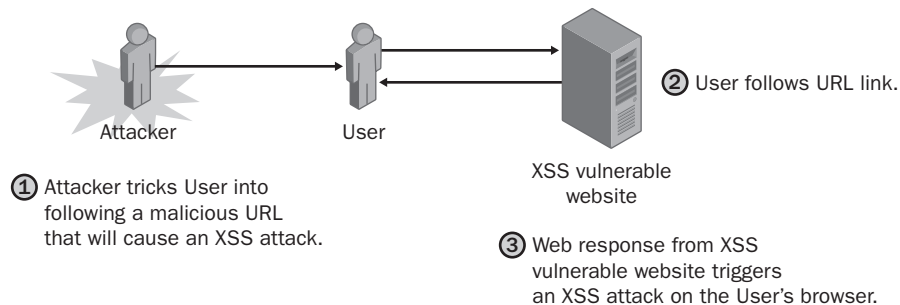 Attacker
User
② User follows URL link.
XSS vulnerable
website
① Attacker tricks User into
following a malicious URL
that will cause an XSS attack.
③ Web response from XSS
vulnerable website triggers
an XSS attack on the User's browser.